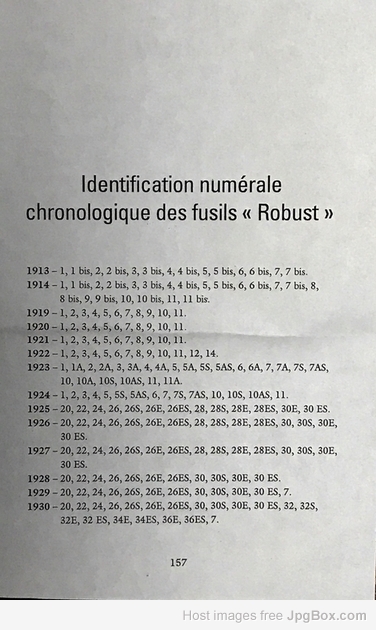 Identification numérale
chronologique des fusils « Robust »
1913 – 1, 1 bis, 2, 2 bis, 3, 3 bis, 4, 4 bis, 5, 5 bis, 6, 6 bis, 7, 7 bis.
1914 – 1, 1 bis, 2, 2 bis, 3, 3 bis, 4, 4 bis, 5, 5 bis, 6, 6 bis, 7, 7 bis, 8,
8 bis, 9, 9 bis, 10, 10 bis, 11, 11 bis.
1919 – 1, 2, 3, 4, 5, 6, 7, 8, 9, 10, 11.
1920 – 1, 2, 3, 4, 5, 6, 7, 8, 9, 10, 11.
1921 – 1, 2, 3, 4, 5, 6, 7, 8, 9, 10, 11.
1922 – 1, 2, 3, 4, 5, 6, 7, 8, 9, 10, 11, 12, 14.
1923 – 1, 1A, 2, 2A, 3, 3A, 4, 4A, 5, 5A, 5S, 5AS, 6, 6A, 7, 7A, 7S, 7AS,
10, 10A, 10S, 10AS, 11, 11A.
1924 – 1, 2, 3, 4, 5, 5S, 5AS, 6, 7, 7S, 7AS, 10, 10S, 10AS, 11.
1925 – 20, 22, 24, 26, 26S, 26E, 26ES, 28, 28S, 28E, 28ES, 30E, 30 ES.
1926 – 20, 22, 24, 26, 26S, 26E, 26ES, 28, 28S, 28E, 28ES, 30, 30S, 30E,
30 ES.
1927 – 20, 22, 24, 26, 26S, 26E, 26ES, 28, 28S, 28E, 28ES, 30, 30S, 30E,
30 ES.
1928 – 20, 22, 24, 26, 26S, 26E, 26ES, 30, 30S, 30E, 30 ES.
1929 – 20, 22, 24, 26, 26S, 26E, 26ES, 30, 30S, 30E, 30 ES, 7.
1930 – 20, 22, 24, 26, 26S, 26E, 26ES, 30, 30S, 30E, 30 ES, 32, 32S,
32E, 32 ES, 34E, 34ES, 36E, 36ES, 7.
157
Host images free JpgBox.com